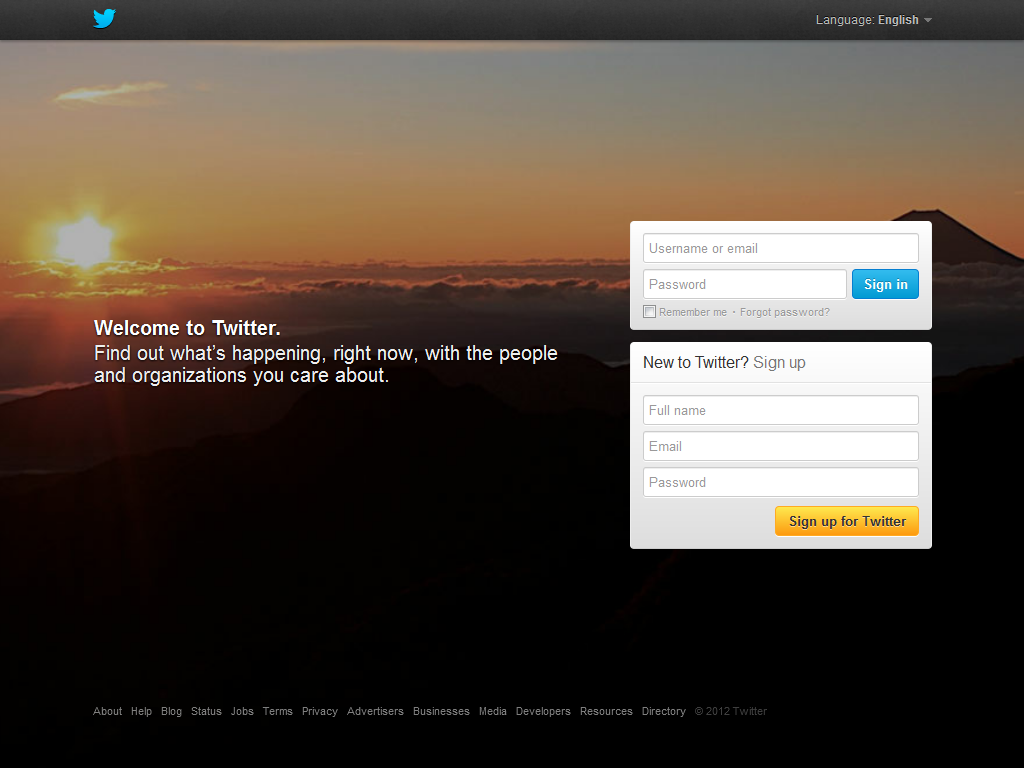 Language: English
Username or email
Password
Sign in
Remember me · Forgot password?
Welcome to Twitter.
Find out what’s happening, right now, with the people
and organizations you care about.
New to Twitter? Sign up
Full name
Email
Password
Sign up for Twitter
About Help Blog Status Jobs Terms Privacy Advertisers Businesses Media Developers Resources Directory © 2012 Twitter